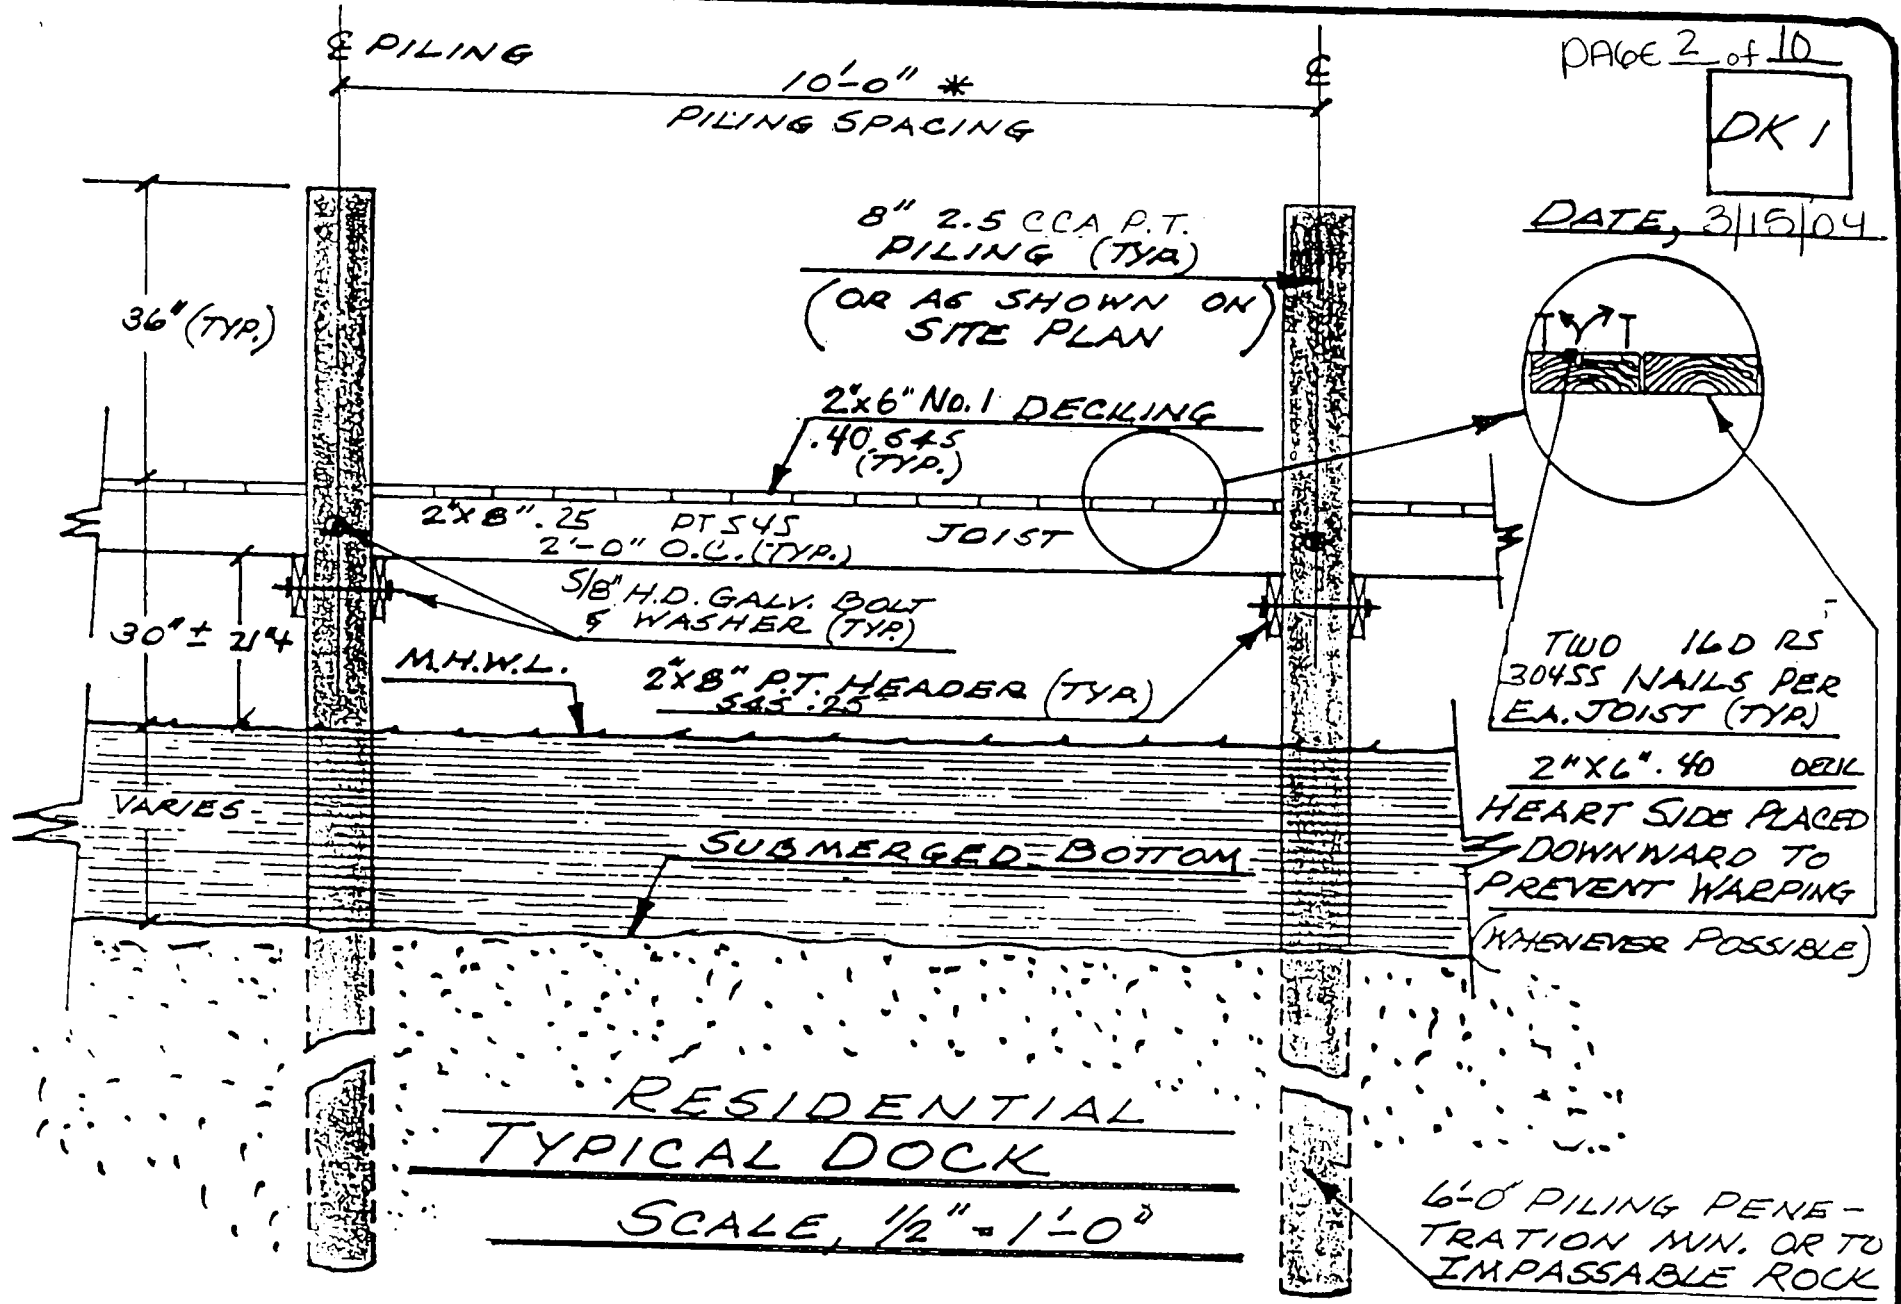 PAGE 2 of 10
DK 1
DATE, 3/15/04
℄ PILING
℄
10'-0" *
PILING SPACING
36" (TYP.)
8" 2.5 CCA P.T.
PILING (TYP.)
(OR AS SHOWN ON
SITE PLAN)
2"x6" No.1 DECKING
.40 S4S
(TYP.)
2"X8" .25 PT S4S JOIST
2'-0" O.C. (TYP.)
5/8" H.D. GALV. BOLT
& WASHER (TYP.)
30" ±
M.H.W.L.
2"X8" P.T. HEADER (TYP.)
S4S .25
TWO 16D RS
304SS NAILS PER
EA. JOIST (TYP.)
2"X6" .40 DECK
HEART SIDE PLACED
DOWNWARD TO
PREVENT WARPING
(WHENEVER POSSIBLE)
VARIES
SUBMERGED BOTTOM
RESIDENTIAL
TYPICAL DOCK
SCALE, 1/2" = 1'-0"
6'-0 PILING PENE-
TRATION MIN. OR TO
IMPASSABLE ROCK